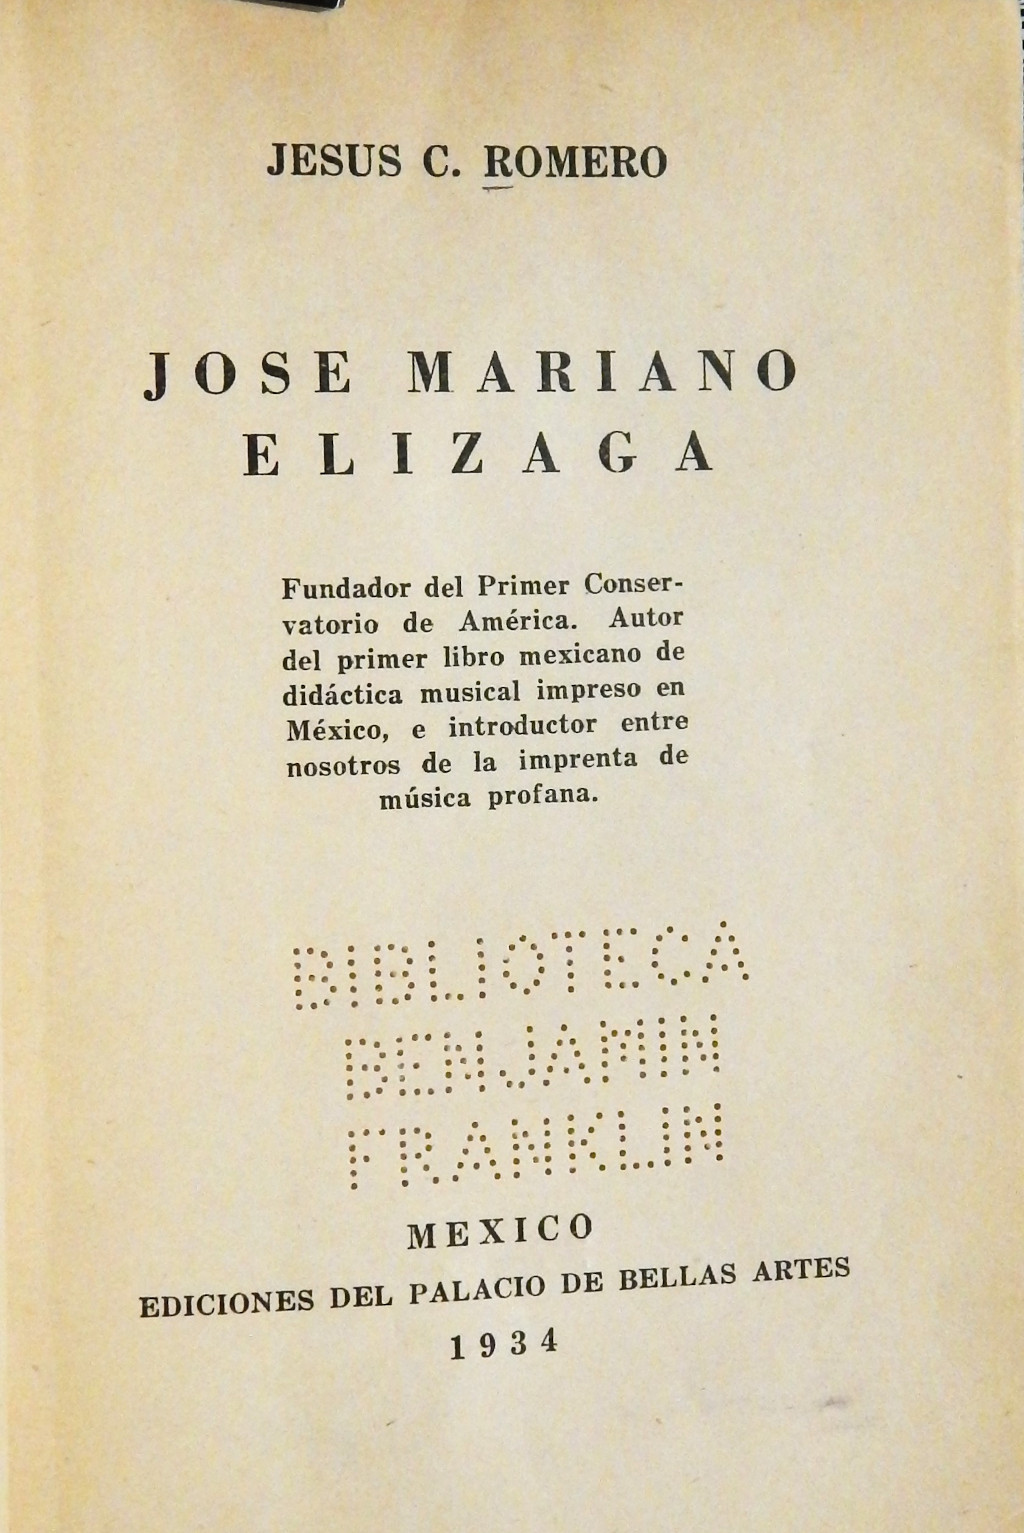 JESUS C. ROMERO
JOSE MARIANO
ELIZAGA
Fundador del Primer Conser-
vatorio de América. Autor
del primer libro mexicano de
didáctica musical impreso en
México, e introductor entre
nosotros de la imprenta de
música profana.
BIBLIOTECA
BENJAMIN
FRANKLIN
MEXICO
EDICIONES DEL PALACIO DE BELLAS ARTES
1934